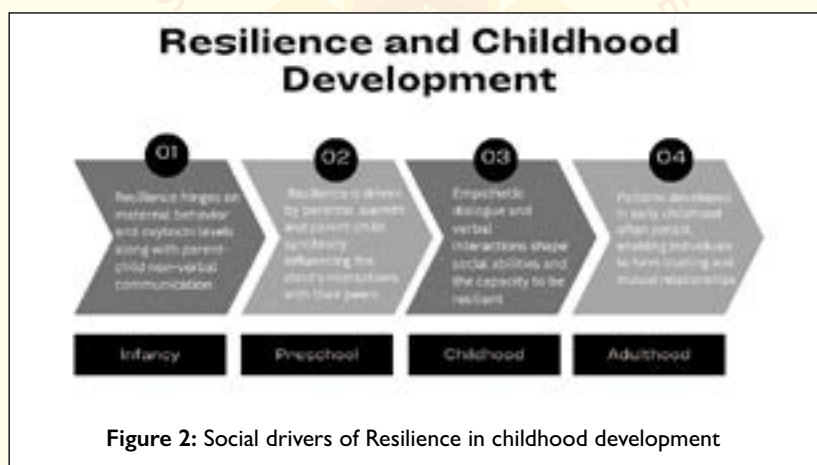 Resilience and Childhood
Development
01
02
03
04
Resilience hinges on
maternal behavior
and oxytocin levels
along with parent-
child non-verbal
communication
Resilience is driven
by parental warmth
and parent-child
synchrony
influencing the
child's interactions
with their peers
Empathetic
dialogue and
verbal
interactions shape
social abilities and
the capacity to be
resilient
Patterns developed
in early childhood
often persist,
enabling individuals
to form trusting and
mutual relationships
Infancy
Preschool
Childhood
Adulthood
Figure 2: Social drivers of Resilience in childhood development